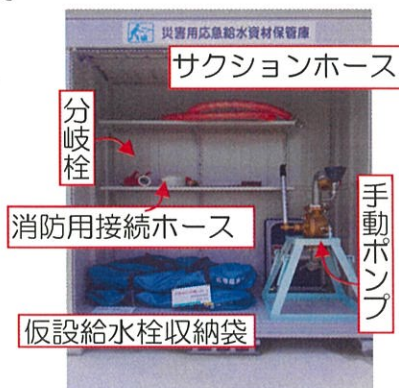 災害用応急給水資材保管庫
サクションホース
分岐栓
消防用接続ホース
手動ポンプ
仮設給水栓収納袋